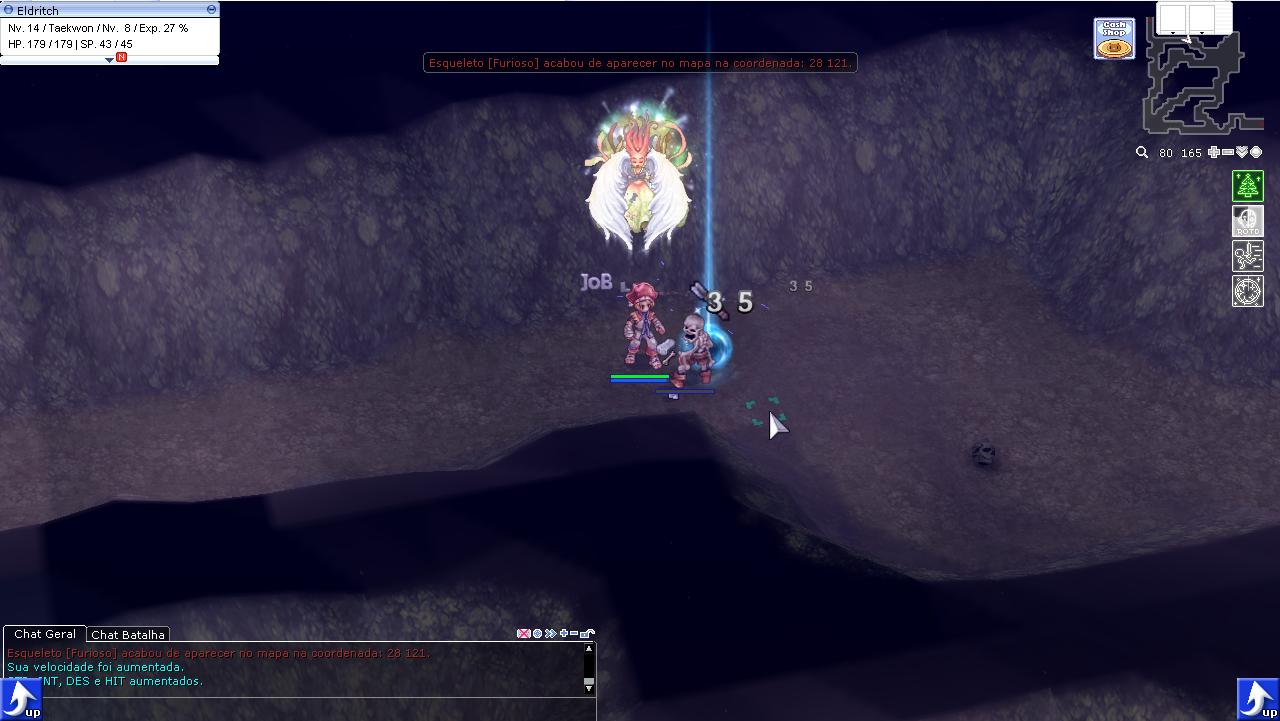 Eldritch
Nv. 14 / Taekwon / Nv. 8 / Exp. 27 %
HP. 179 / 179 | SP. 43 / 45
N
Esqueleto [Furioso] acabou de aparecer no mapa na coordenada: 28 121.
Cash Shop
80 165
ROTD
JoB
3 5
3 5
Chat Geral
Chat Batalha
Esqueleto [Furioso] acabou de aparecer no mapa na coordenada: 28 121.
Sua velocidade foi aumentada.
INT, DES e HIT aumentados.
up
up